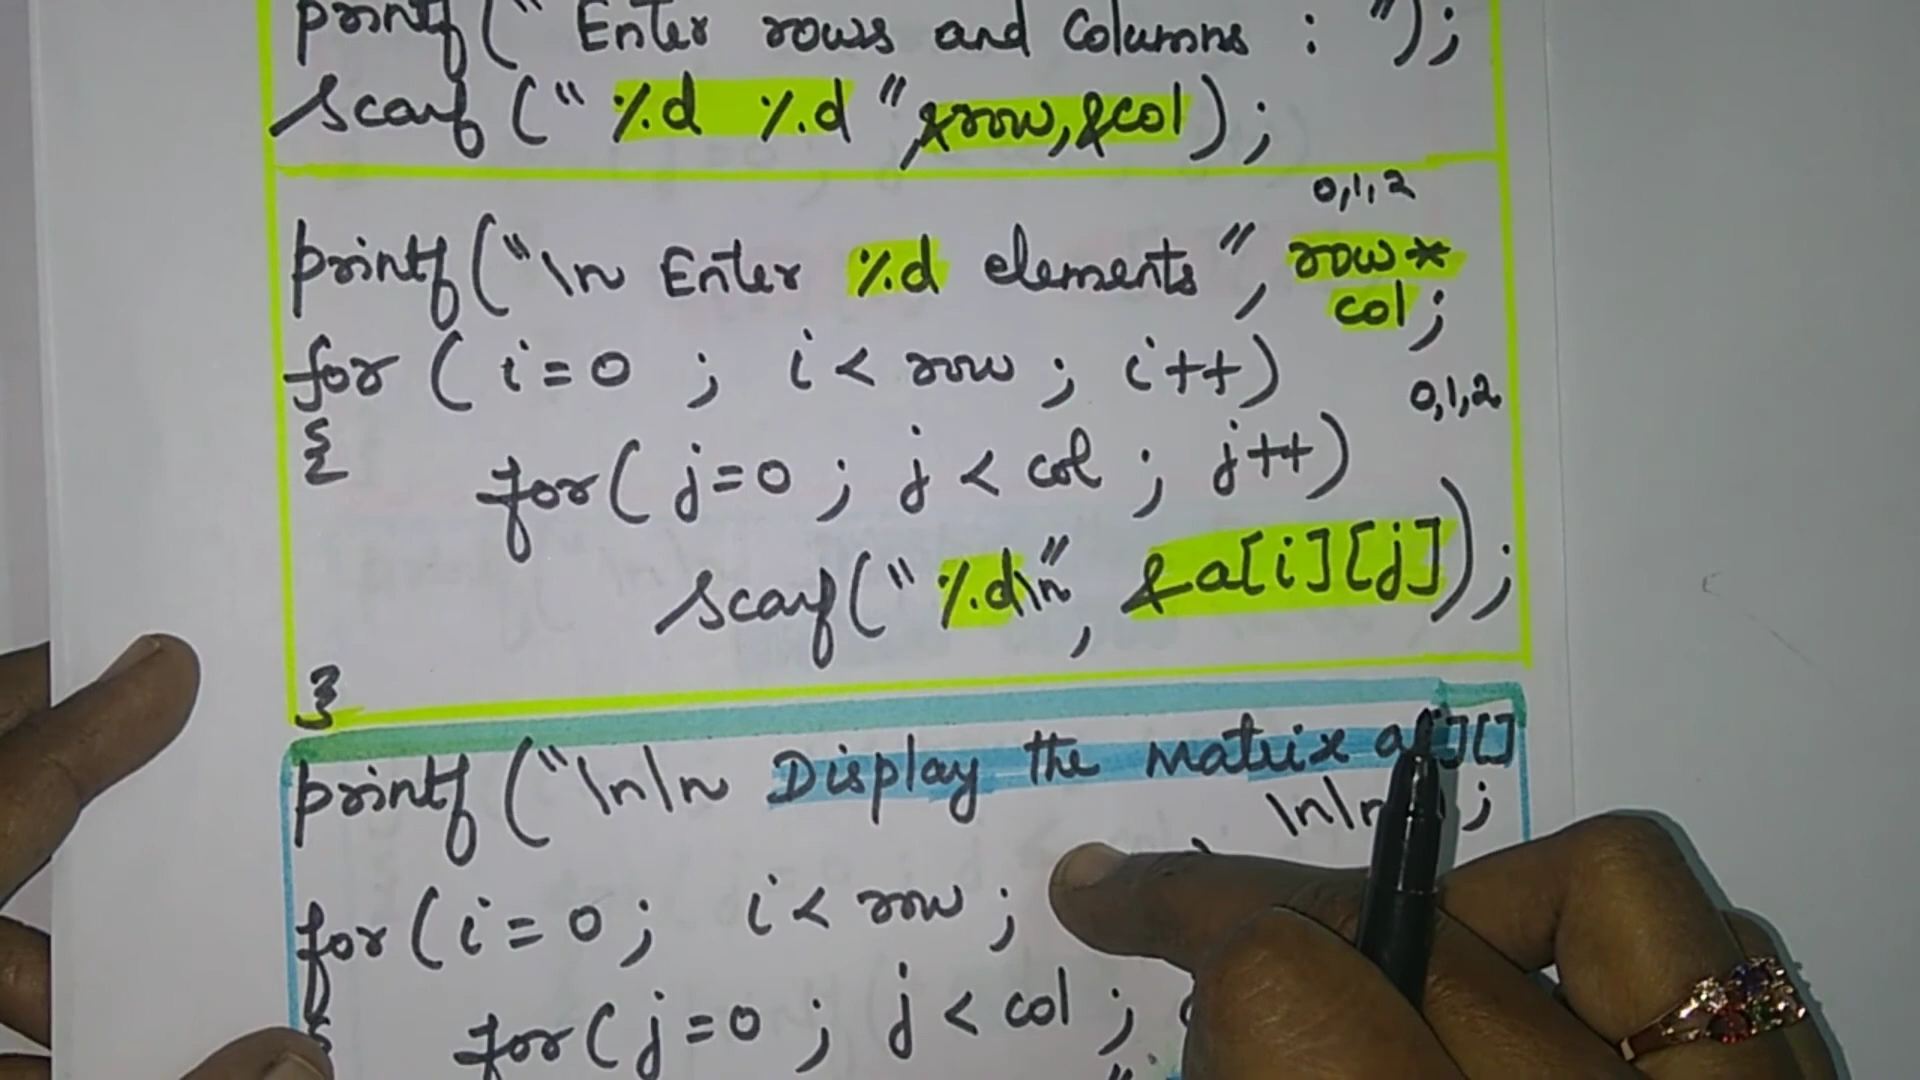 printf(" Enter rows and columns : ");
scanf (" %d %d ",&row,&col);
0,1,2
printf("\n Enter %d elements", row*
col;
for ( i=0 ; i< row ; i++)
0,1,2
{
for( j=0 ; j < col ; j++)
scanf(" %d\n", &a[i][j]);
}
printf ("\n\n Display the matrix a[][]
\n\n ;
for( i=0; i< row ;
{
for( j=0 ; j < col ;
"